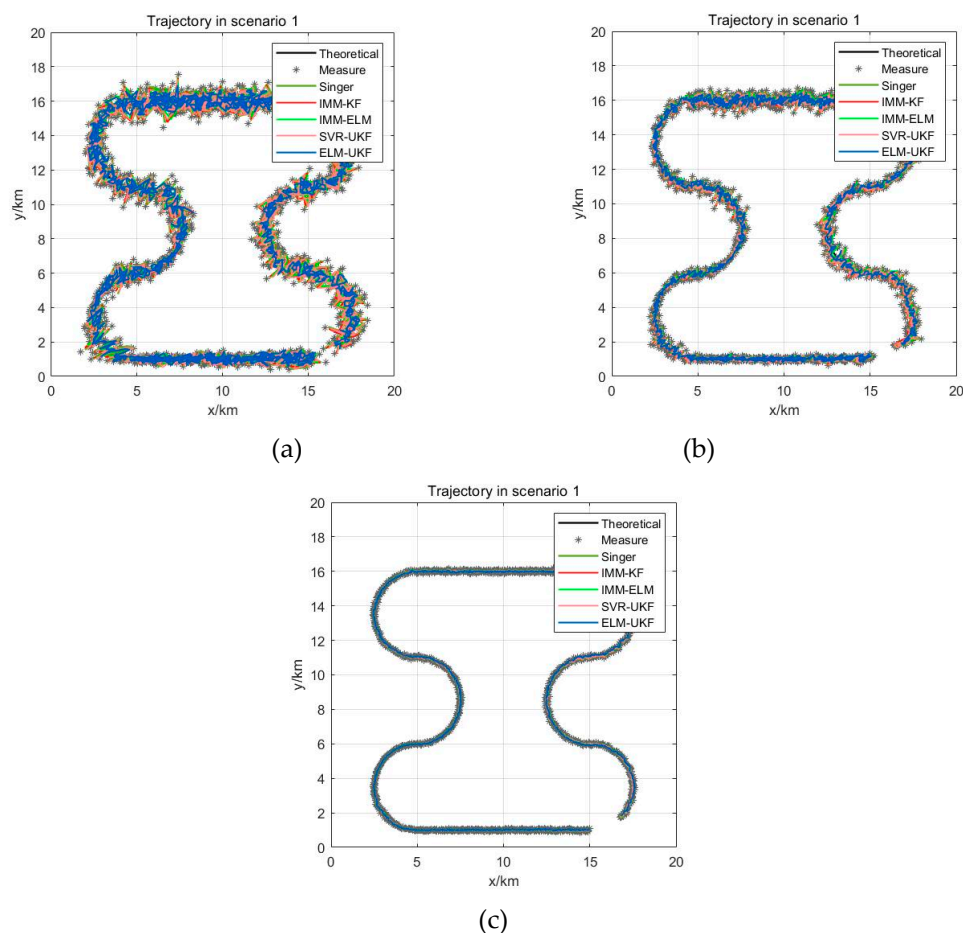 Trajectory in scenario 1
20
18
16
14
12
10
8
6
4
2
0
y/km
0 5 10 15 20
x/km
Theoretical
Measure
Singer
IMM-KF
IMM-ELM
SVR-UKF
ELM-UKF
(a)
Trajectory in scenario 1
20
18
16
14
12
10
8
6
4
2
0
y/km
0 5 10 15 20
x/km
Theoretical
Measure
Singer
IMM-KF
IMM-ELM
SVR-UKF
ELM-UKF
(b)
Trajectory in scenario 1
20
18
16
14
12
10
8
6
4
2
0
y/km
0 5 10 15 20
x/km
Theoretical
Measure
Singer
IMM-KF
IMM-ELM
SVR-UKF
ELM-UKF
(c)